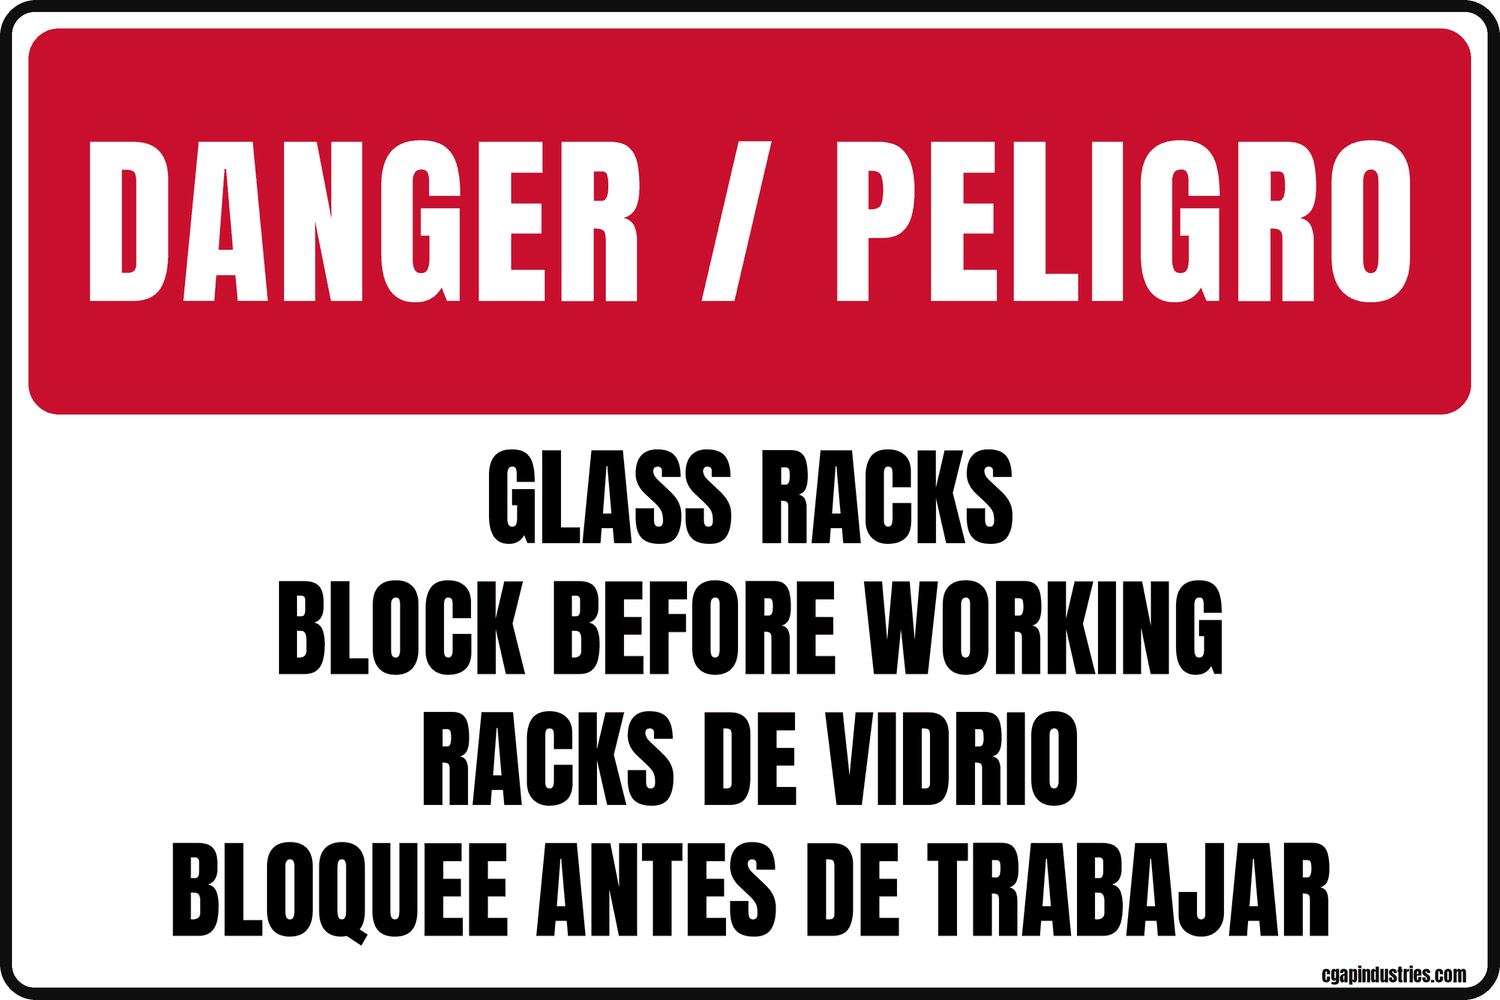 DANGER / PELIGRO
GLASS RACKS
BLOCK BEFORE WORKING
RACKS DE VIDRIO
BLOQUEE ANTES DE TRABAJAR
cgapindustries.com